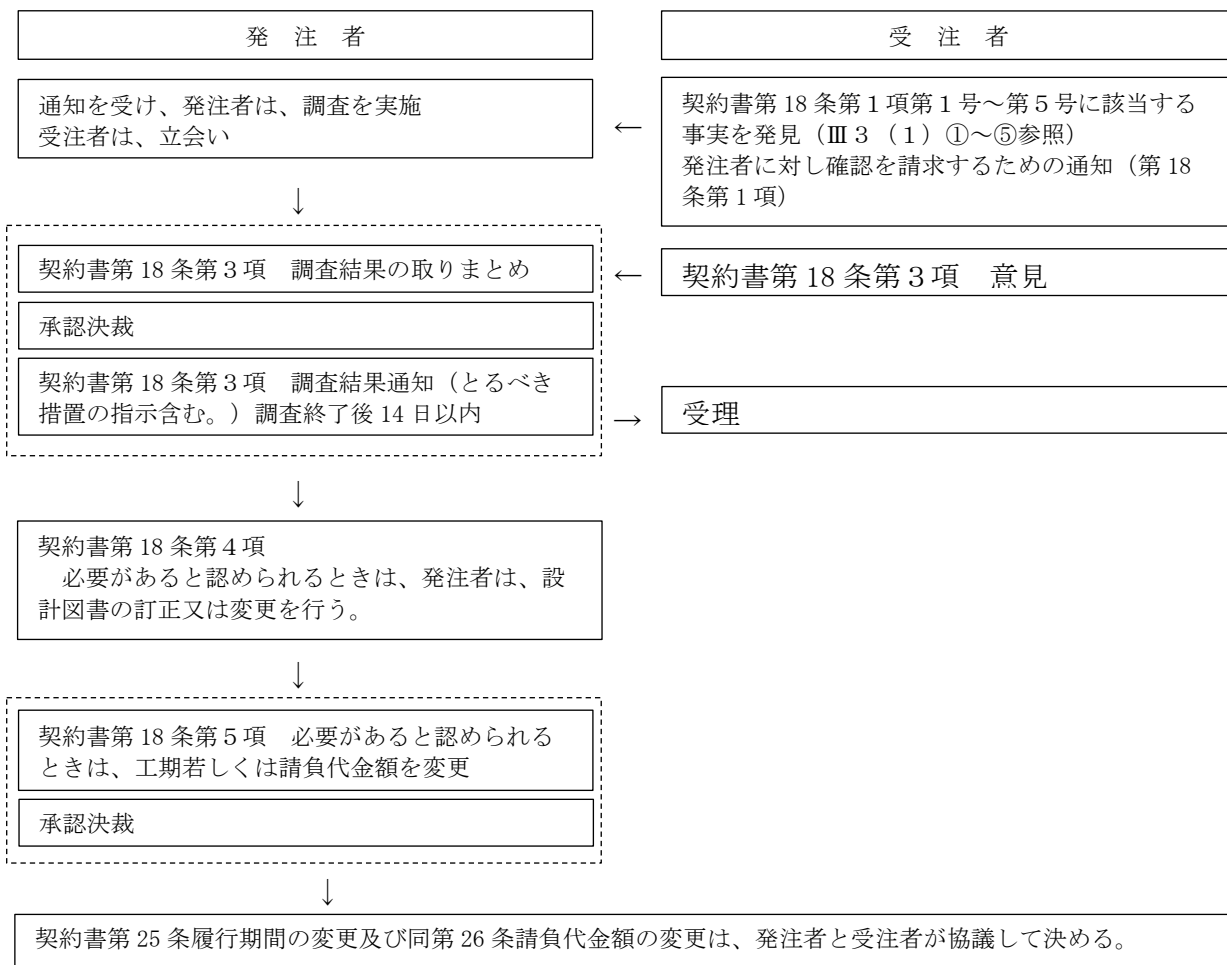 発 注 者
受 注 者
通知を受け、発注者は、調査を実施
受注者は、立会い
←
契約書第 18 条第１項第１号～第５号に該当する
事実を発見（Ⅲ３（１）①～⑤参照）
発注者に対し確認を請求するための通知（第 18
条第１項）
↓
契約書第 18 条第３項　調査結果の取りまとめ
←
契約書第 18 条第３項　意見
承認決裁
契約書第 18 条第３項　調査結果通知（とるべき
措置の指示含む。）調査終了後 14 日以内
→
受理
↓
契約書第 18 条第４項
　必要があると認められるときは、発注者は、設
計図書の訂正又は変更を行う。
↓
契約書第 18 条第５項　必要があると認められる
ときは、工期若しくは請負代金額を変更
承認決裁
↓
契約書第 25 条履行期間の変更及び同第 26 条請負代金額の変更は、発注者と受注者が協議して決める。